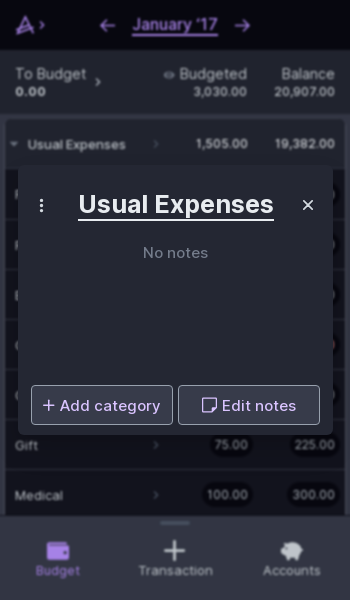 January '17
To Budget
0.00
Budgeted
3,030.00
Balance
20,907.00
Usual Expenses 1,505.00 19,382.00
Usual Expenses
No notes
Add category
Edit notes
Gift 75.00 225.00
Medical 100.00 300.00
Budget
Transaction
Accounts